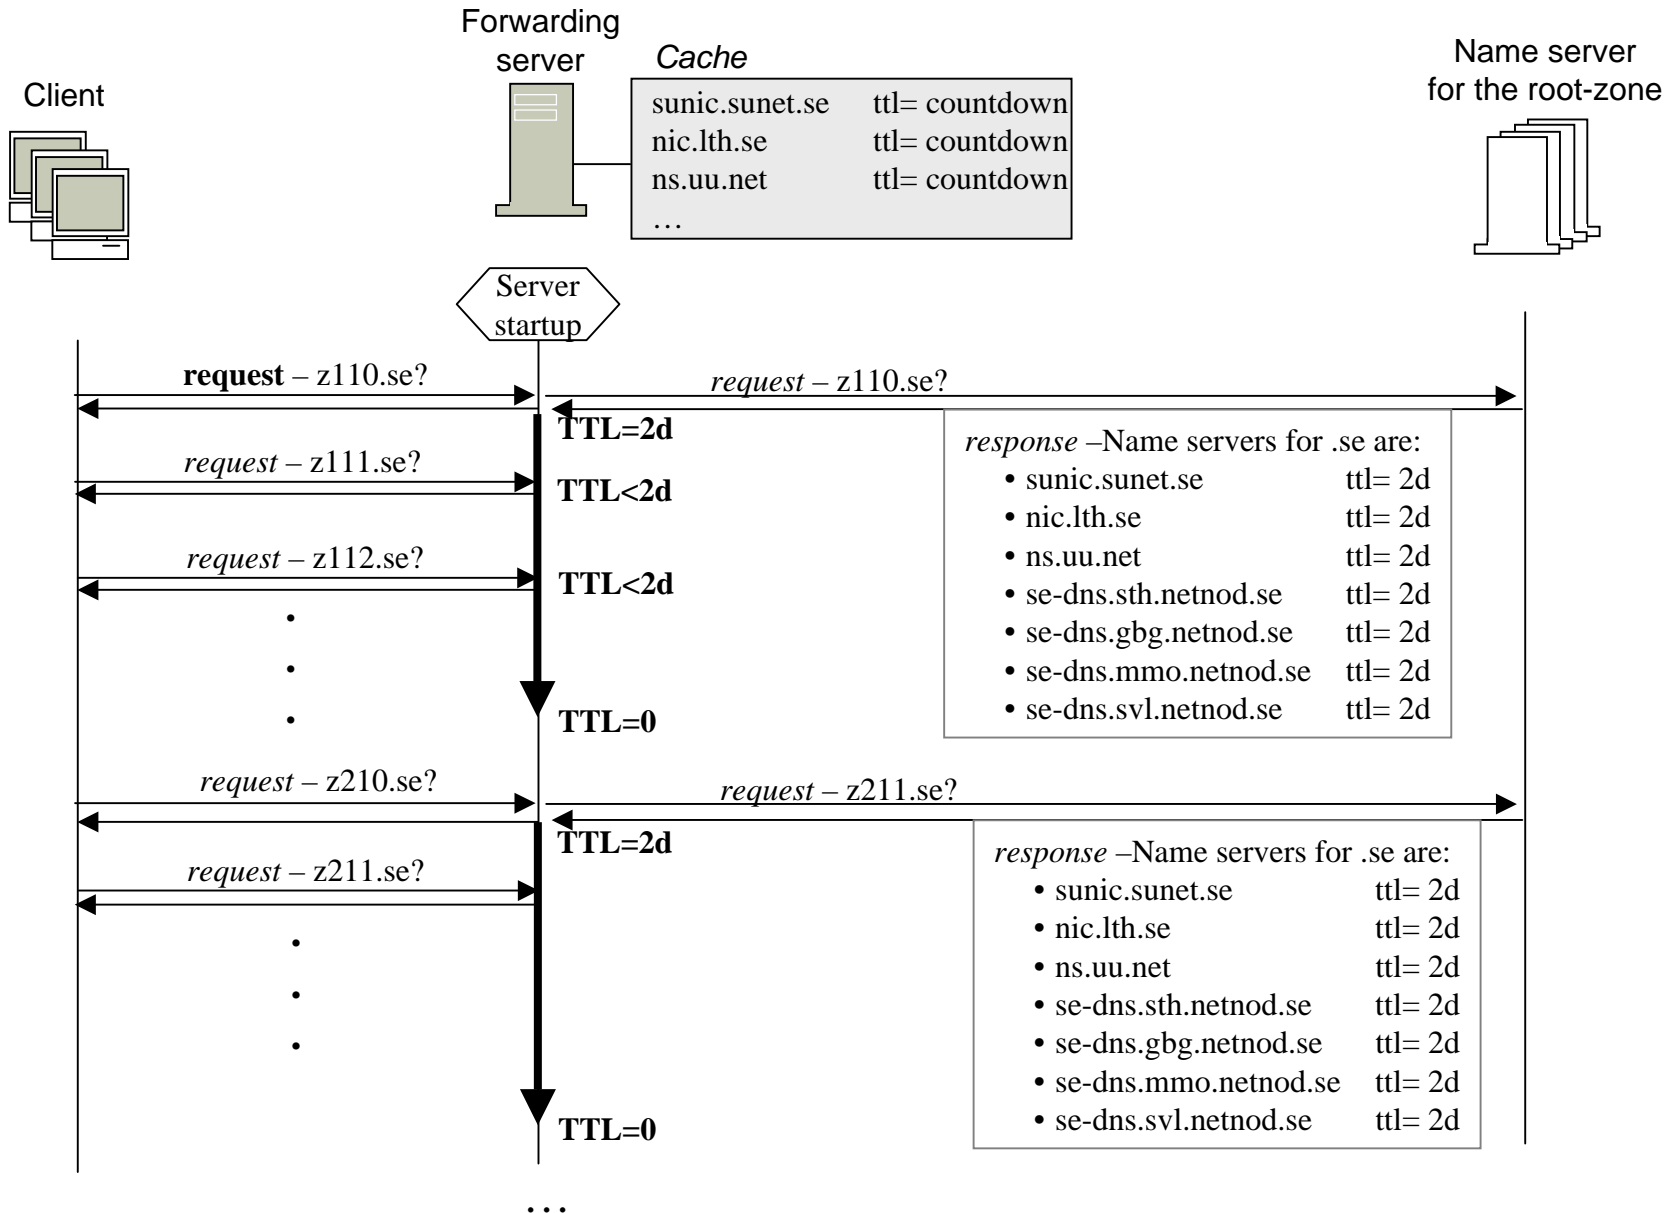 Forwarding
server
Client
Cache
sunic.sunet.se ttl= countdown
nic.lth.se ttl= countdown
ns.uu.net ttl= countdown
…
Name server
for the root-zone
Server
startup
request – z110.se?
request – z110.se?
TTL=2d
response –Name servers for .se are:
• sunic.sunet.se ttl= 2d
• nic.lth.se ttl= 2d
• ns.uu.net ttl= 2d
• se-dns.sth.netnod.se ttl= 2d
• se-dns.gbg.netnod.se ttl= 2d
• se-dns.mmo.netnod.se ttl= 2d
• se-dns.svl.netnod.se ttl= 2d
request – z111.se?
TTL<2d
request – z112.se?
TTL<2d
.
.
.
TTL=0
request – z210.se?
request – z211.se?
TTL=2d
response –Name servers for .se are:
• sunic.sunet.se ttl= 2d
• nic.lth.se ttl= 2d
• ns.uu.net ttl= 2d
• se-dns.sth.netnod.se ttl= 2d
• se-dns.gbg.netnod.se ttl= 2d
• se-dns.mmo.netnod.se ttl= 2d
• se-dns.svl.netnod.se ttl= 2d
request – z211.se?
.
.
.
TTL=0
…